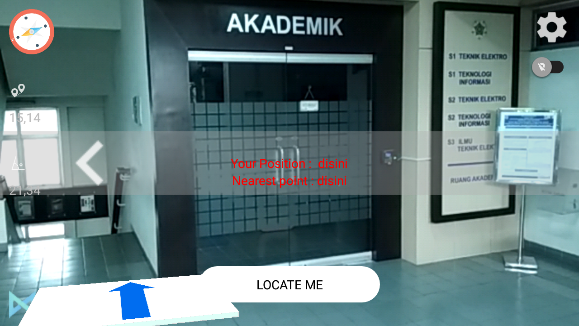 AKADEMIK
S1 TEKNIK ELEKTRO
S1 TEKNOLOGI
INFORMASI
S2 TEKNIK ELEKTRO
S2 TEKNOLOGI
INFORMASI
S3 ILMU
TEKNIK ELEK
RUANG AKADE
15,14
21,54
Your Position : disini
Nearest point : disini
LOCATE ME